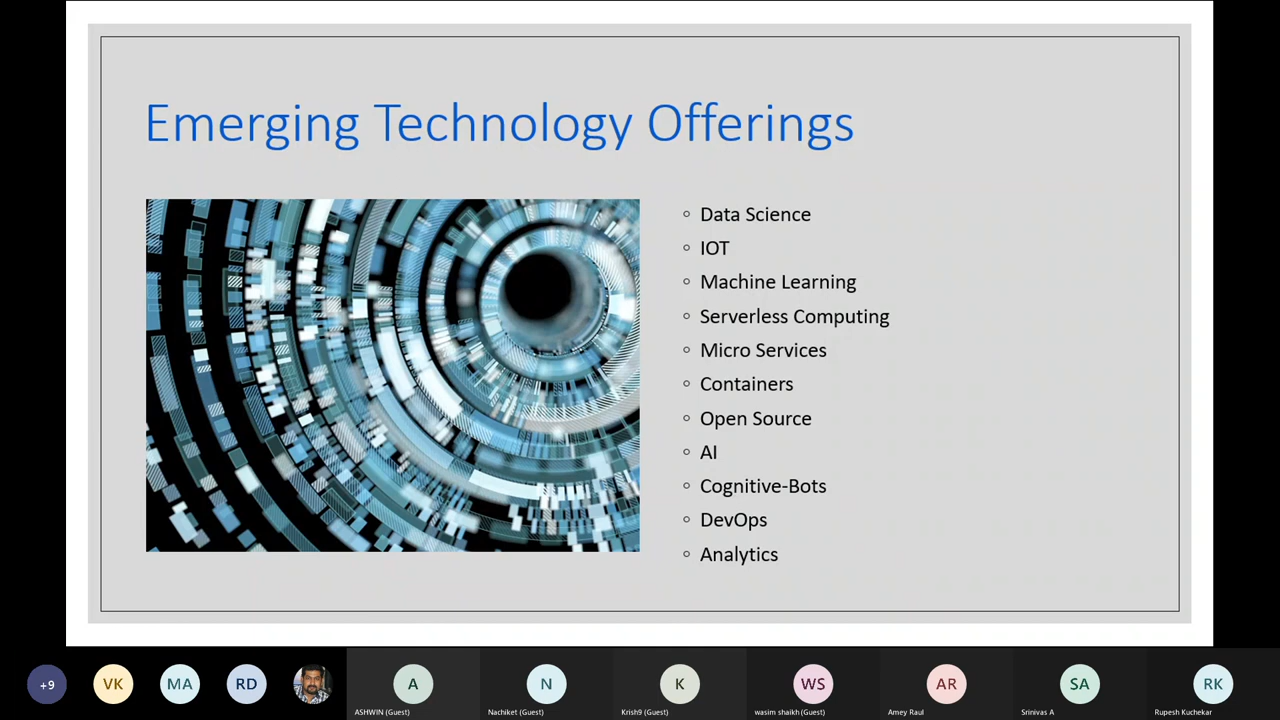 Emerging Technology Offerings
Data Science
IOT
Machine Learning
Serverless Computing
Micro Services
Containers
Open Source
AI
Cognitive-Bots
DevOps
Analytics
+9
VK
MA
RD
A
ASHWIN (Guest)
N
Nachiket (Guest)
K
Krish9 (Guest)
WS
wasim shaikh (Guest)
AR
Amey Raul
SA
Srinivas A
RK
Rupesh Kuchekar